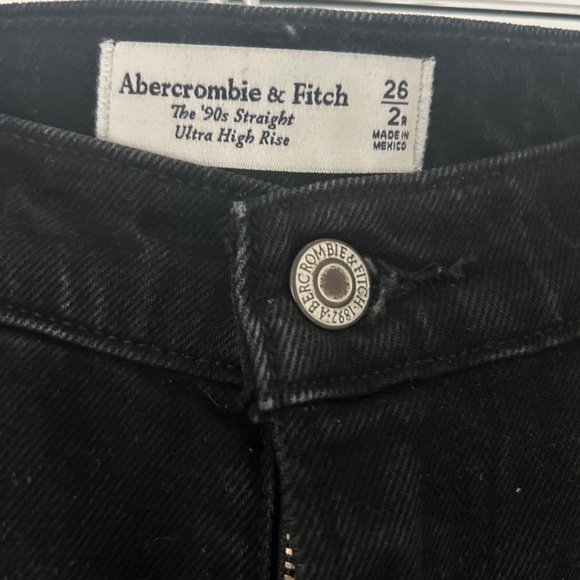 Abercrombie & Fitch
The '90s Straight
Ultra High Rise
26
2R
MADE IN
MEXICO
ABERCROMBIE & FITCH · 1892 ·